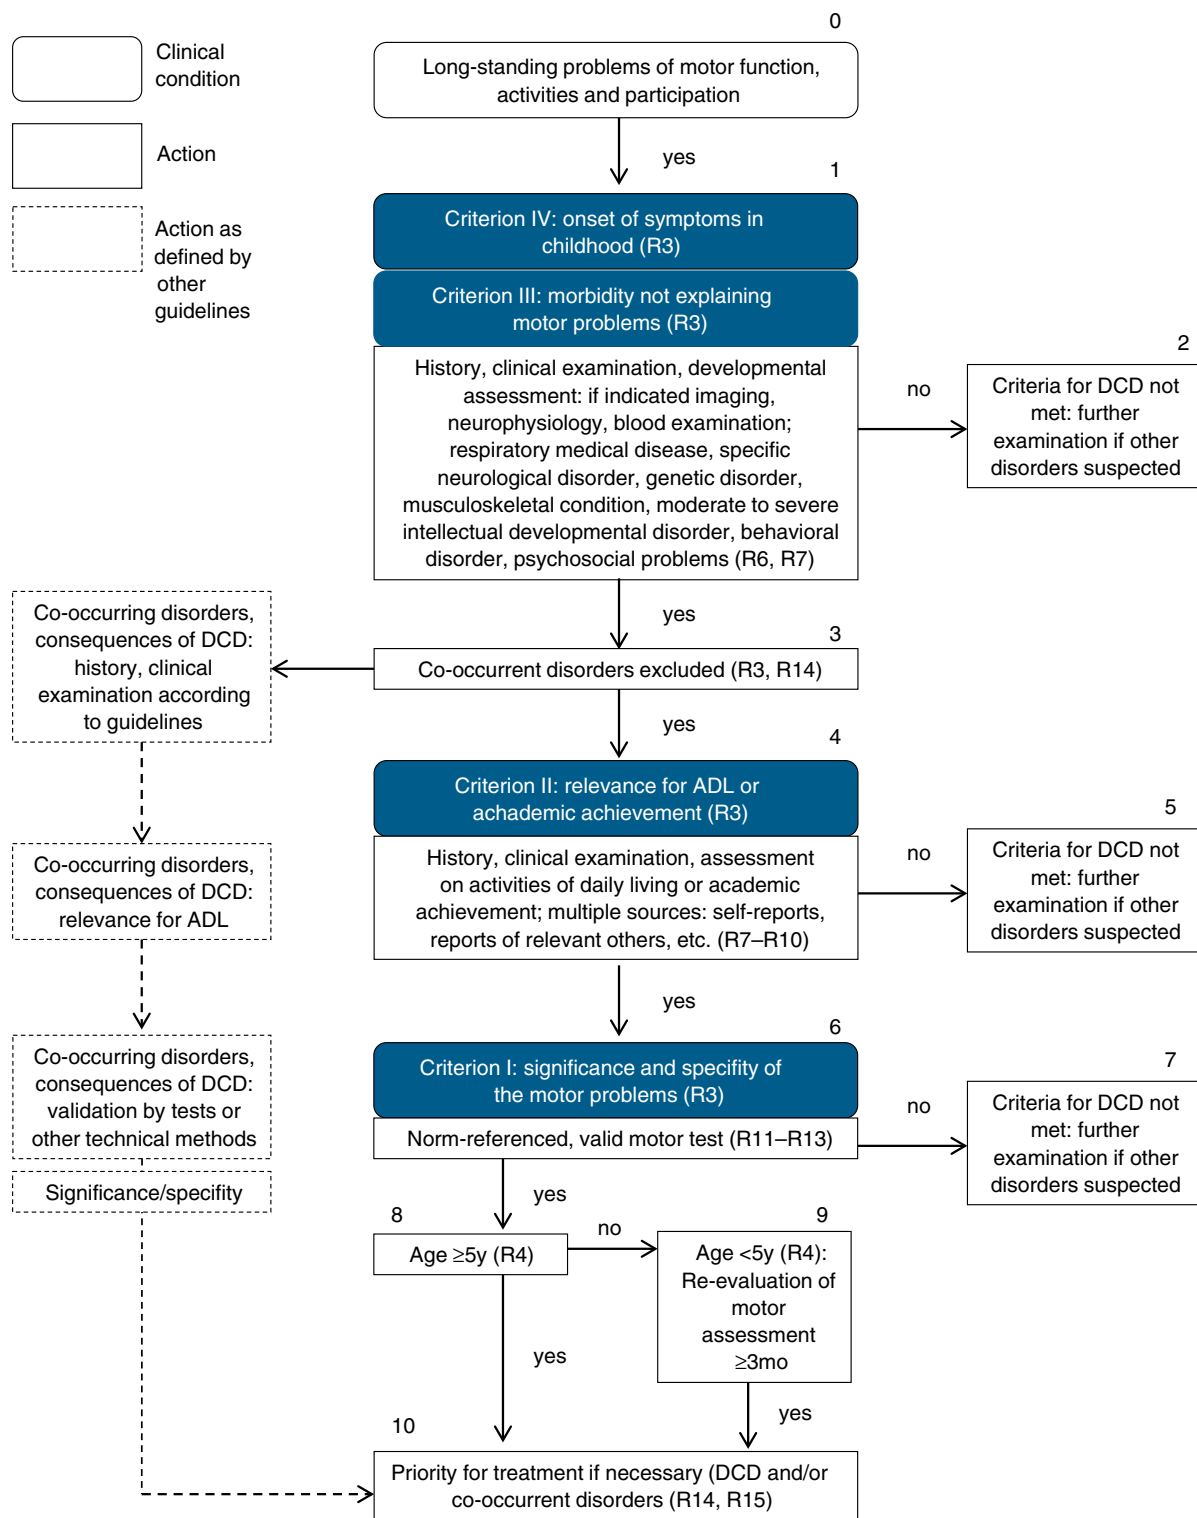 Clinical
condition
Action
Action as
defined by
other
guidelines
0
Long-standing problems of motor function,
activities and participation
yes
1
Criterion IV: onset of symptoms in
childhood (R3)
Criterion III: morbidity not explaining
motor problems (R3)
History, clinical examination, developmental
assessment: if indicated imaging,
neurophysiology, blood examination;
respiratory medical disease, specific
neurological disorder, genetic disorder,
musculoskeletal condition, moderate to severe
intellectual developmental disorder, behavioral
disorder, psychosocial problems (R6, R7)
no
2
Criteria for DCD not
met: further
examination if other
disorders suspected
yes
3
Co-occurrent disorders excluded (R3, R14)
Co-occurring disorders,
consequences of DCD:
history, clinical
examination according
to guidelines
yes
4
Criterion II: relevance for ADL or
achademic achievement (R3)
History, clinical examination, assessment
on activities of daily living or academic
achievement; multiple sources: self-reports,
reports of relevant others, etc. (R7–R10)
no
5
Criteria for DCD not
met: further
examination if other
disorders suspected
Co-occurring disorders,
consequences of DCD:
relevance for ADL
yes
6
Criterion I: significance and specifity of
the motor problems (R3)
Norm-referenced, valid motor test (R11–R13)
no
7
Criteria for DCD not
met: further
examination if other
disorders suspected
Co-occurring disorders,
consequences of DCD:
validation by tests or
other technical methods
Significance/specifity
yes
8
Age ≥5y (R4)
no
9
Age <5y (R4):
Re-evaluation of
motor
assessment
≥3mo
yes
yes
10
Priority for treatment if necessary (DCD and/or
co-occurrent disorders (R14, R15)